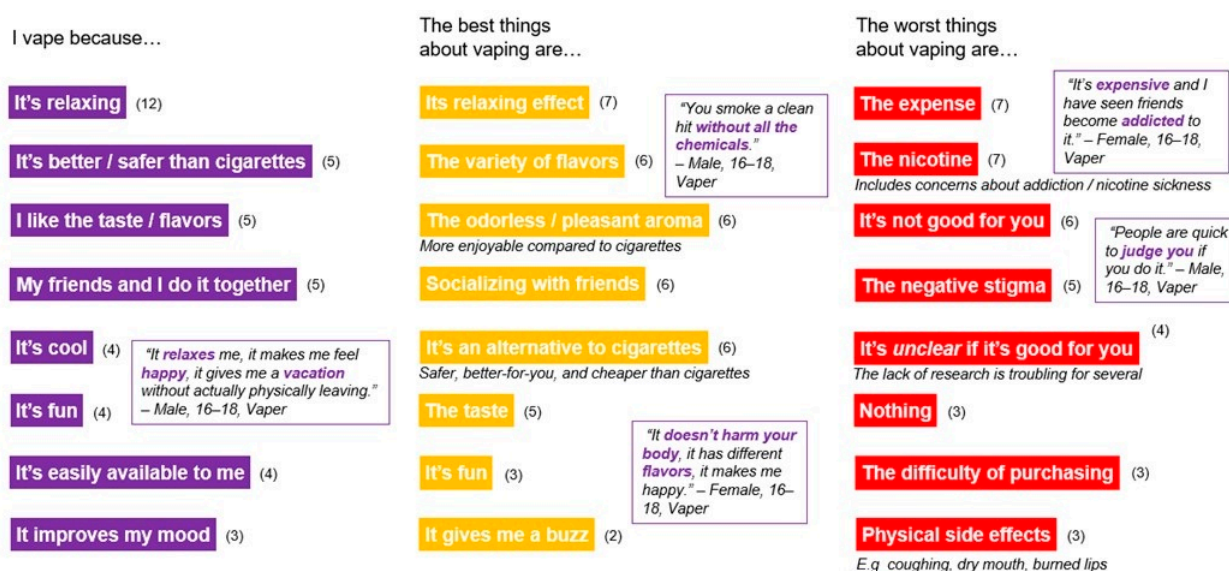 I vape because…
It's relaxing (12)
It's better / safer than cigarettes (5)
I like the taste / flavors (5)
My friends and I do it together (5)
It's cool (4)
"It relaxes me, it makes me feel
happy, it gives me a vacation
without actually physically leaving."
– Male, 16–18, Vaper
It's fun (4)
It's easily available to me (4)
It improves my mood (3)
The best things
about vaping are…
Its relaxing effect (7)
"You smoke a clean
hit without all the
chemicals."
– Male, 16–18,
Vaper
The variety of flavors (6)
The odorless / pleasant aroma (6)
More enjoyable compared to cigarettes
Socializing with friends (6)
It's an alternative to cigarettes (6)
Safer, better-for-you, and cheaper than cigarettes
The taste (5)
"It doesn't harm your
body, it has different
flavors, it makes me
happy." – Female, 16–
18, Vaper
It's fun (3)
It gives me a buzz (2)
The worst things
about vaping are…
The expense (7)
"It's expensive and I
have seen friends
become addicted to
it." – Female, 16–18,
Vaper
The nicotine (7)
Includes concerns about addiction / nicotine sickness
It's not good for you (6)
"People are quick
to judge you if
you do it." – Male,
16–18, Vaper
The negative stigma (5)
It's unclear if it's good for you (4)
The lack of research is troubling for several
Nothing (3)
The difficulty of purchasing (3)
Physical side effects (3)
E.g coughing, dry mouth, burned lips